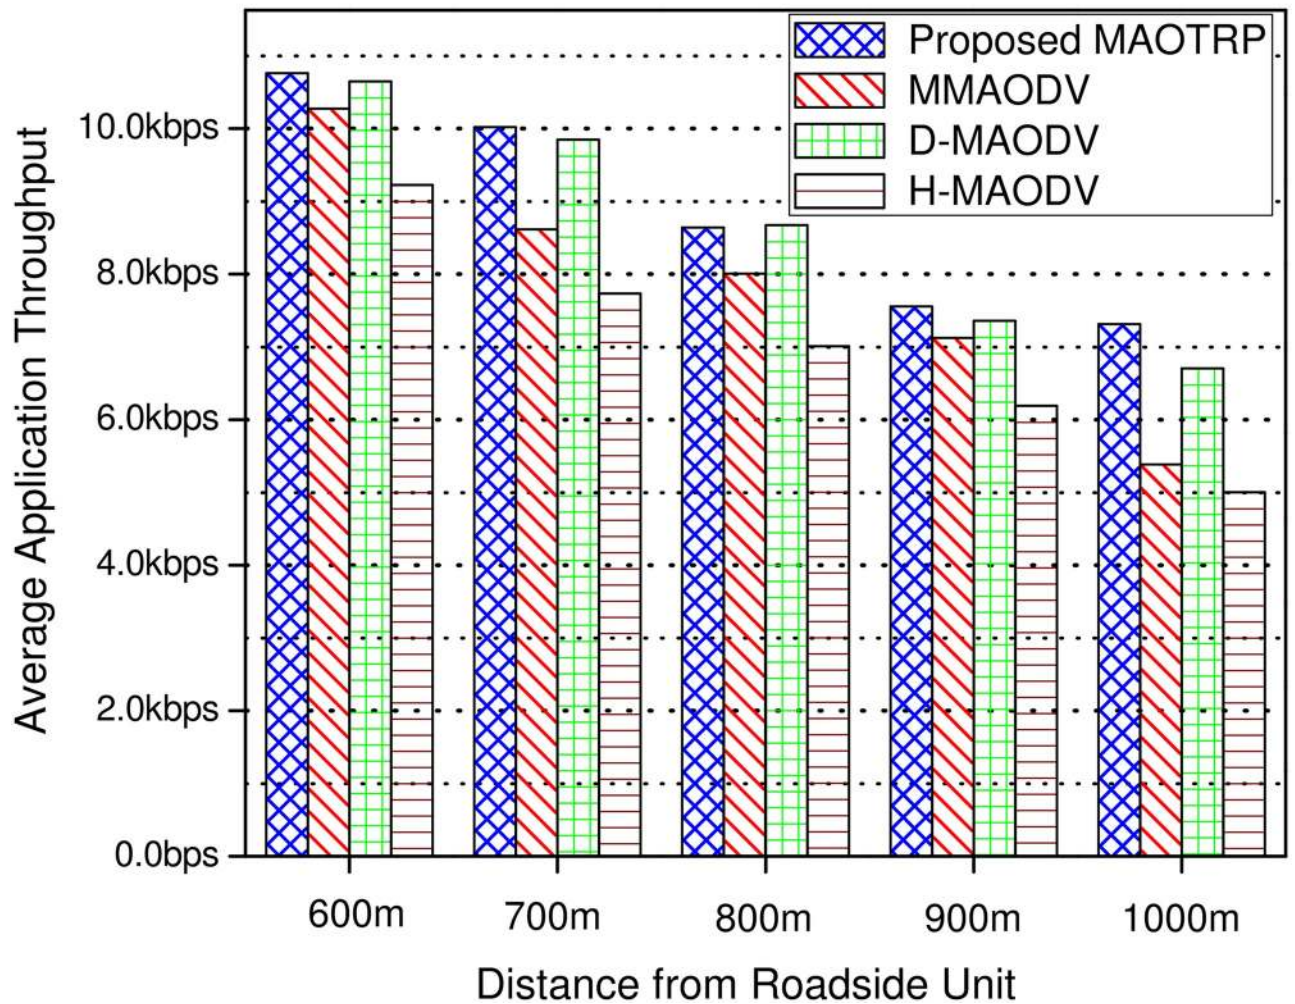 Proposed MAOTRP
MMAODV
D-MAODV
H-MAODV
Average Application Throughput
10.0kbps
8.0kbps
6.0kbps
4.0kbps
2.0kbps
0.0bps
600m 700m 800m 900m 1000m
Distance from Roadside Unit